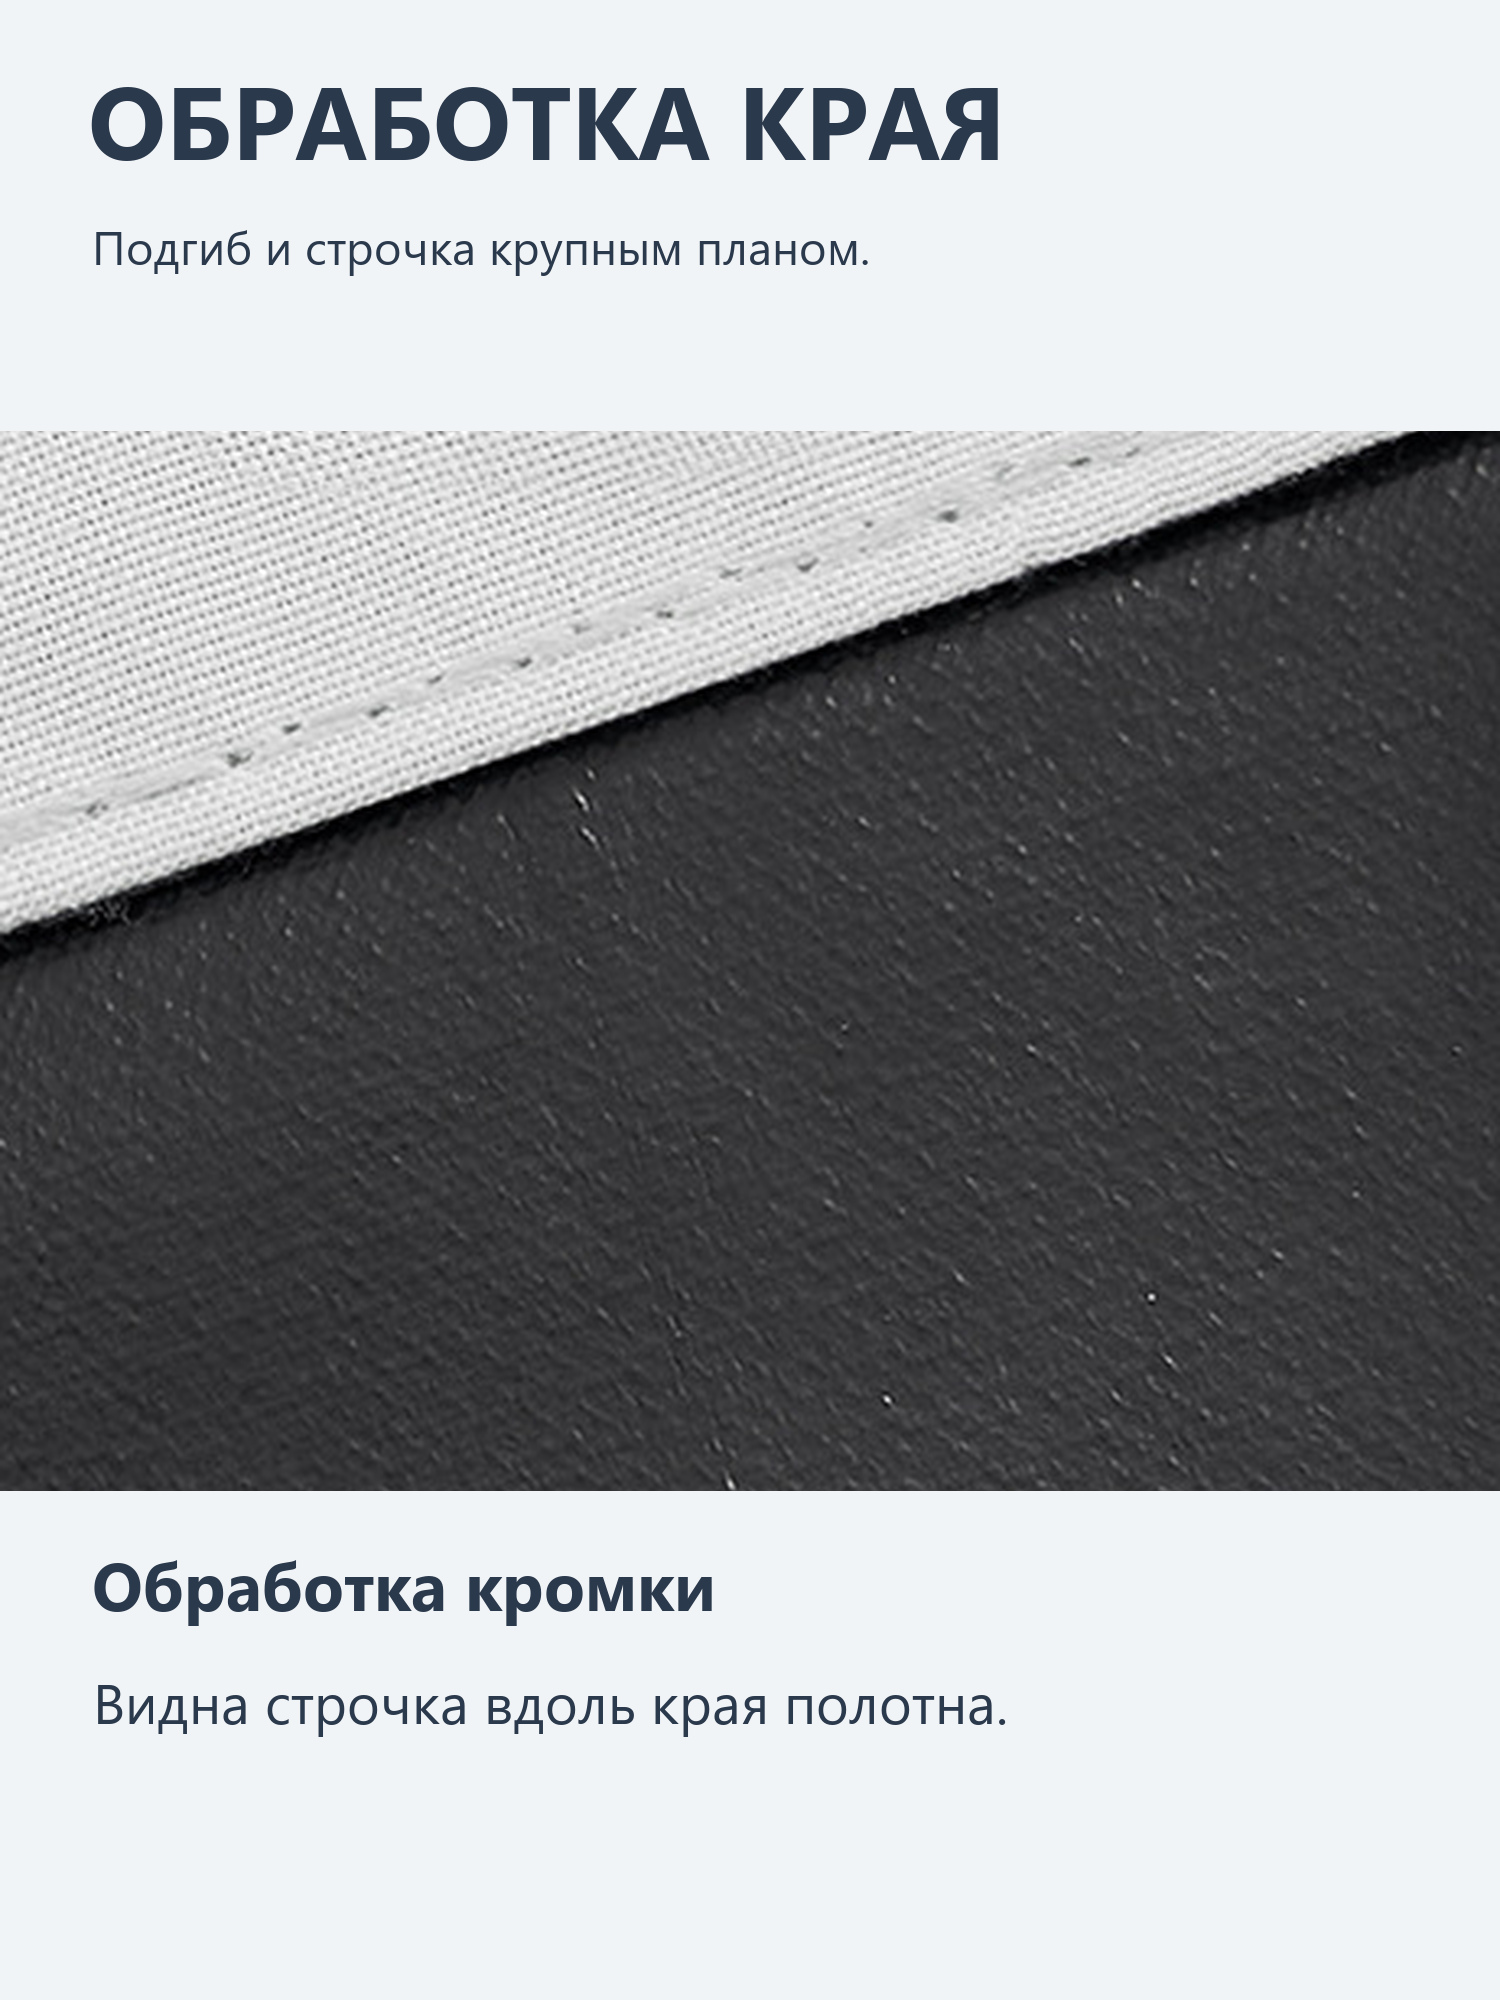 ОБРАБОТКА КРАЯ
Подгиб и строчка крупным планом.
Обработка кромки
Видна строчка вдоль края полотна.